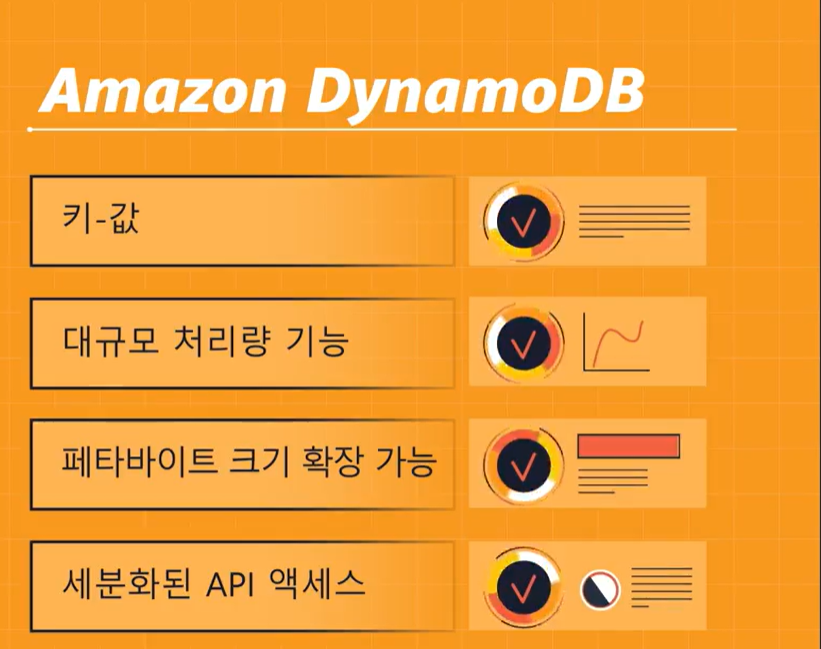 Amazon DynamoDB
키-값
대규모 처리량 기능
페타바이트 크기 확장 가능
세분화된 API 액세스